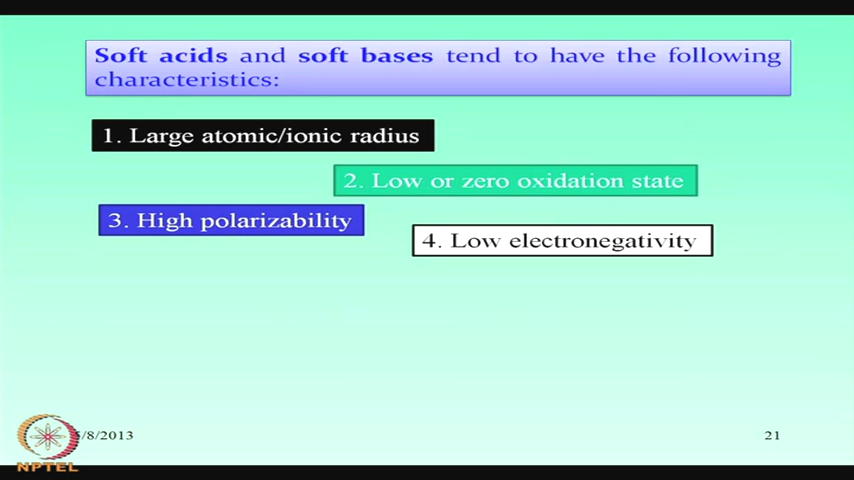 Soft acids and soft bases tend to have the following
characteristics:
1. Large atomic/ionic radius
2. Low or zero oxidation state
3. High polarizability
4. Low electronegativity
5/8/2013
21
NPTEL